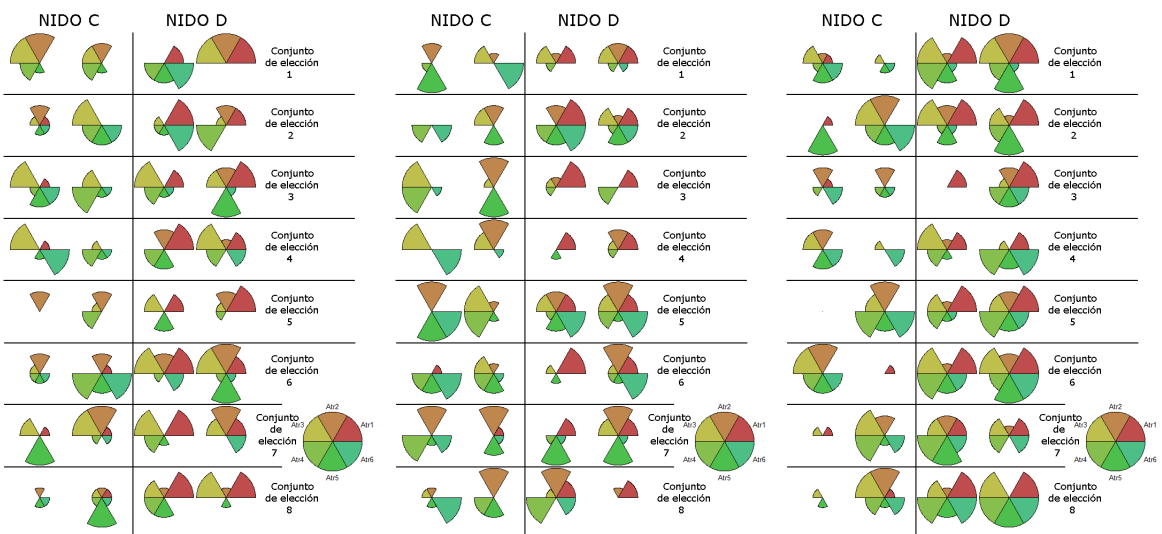 NIDO C NIDO D
Conjunto
de elección
1
Conjunto
de elección
2
Conjunto
de elección
3
Conjunto
de elección
4
Conjunto
de elección
5
Conjunto
de elección
6
Conjunto
de
elección
7
Atr2
Atr3
Atr1
Atr4
Atr6
Atr5
Conjunto
de elección
8
NIDO C NIDO D
Conjunto
de elección
1
Conjunto
de elección
2
Conjunto
de elección
3
Conjunto
de elección
4
Conjunto
de elección
5
Conjunto
de elección
6
Conjunto
de
elección
7
Atr2
Atr3
Atr1
Atr4
Atr6
Atr5
Conjunto
de elección
8
NIDO C NIDO D
Conjunto
de elección
1
Conjunto
de elección
2
Conjunto
de elección
3
Conjunto
de elección
4
Conjunto
de elección
5
Conjunto
de elección
6
Conjunto
de
elección
7
Atr2
Atr3
Atr1
Atr4
Atr6
Atr5
Conjunto
de elección
8